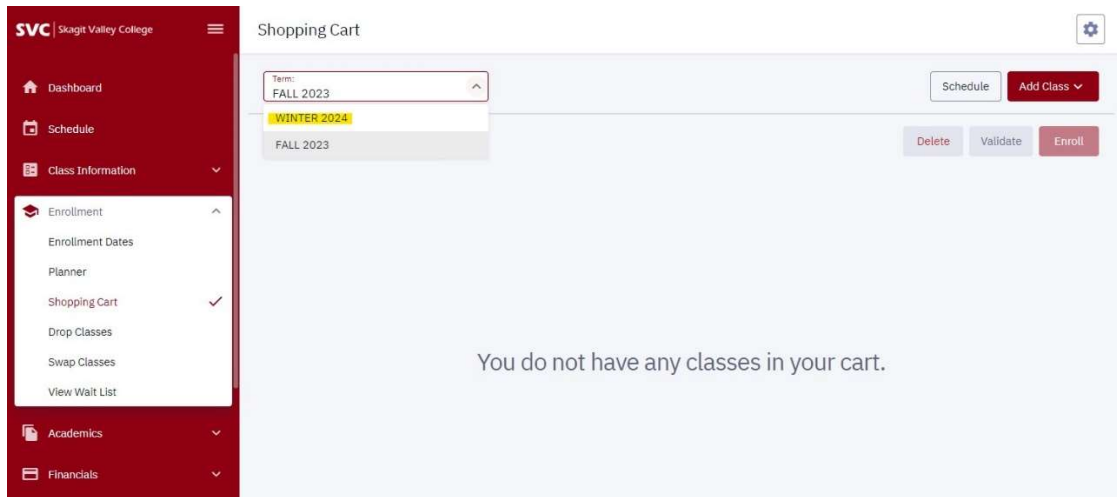 SVC Skagit Valley College
Dashboard
Schedule
Class Information
Enrollment
Enrollment Dates
Planner
Shopping Cart
Drop Classes
Swap Classes
View Wait List
Academics
Financials
Shopping Cart
Term:
FALL 2023
WINTER 2024
FALL 2023
Schedule
Add Class
Delete
Validate
Enroll
You do not have any classes in your cart.